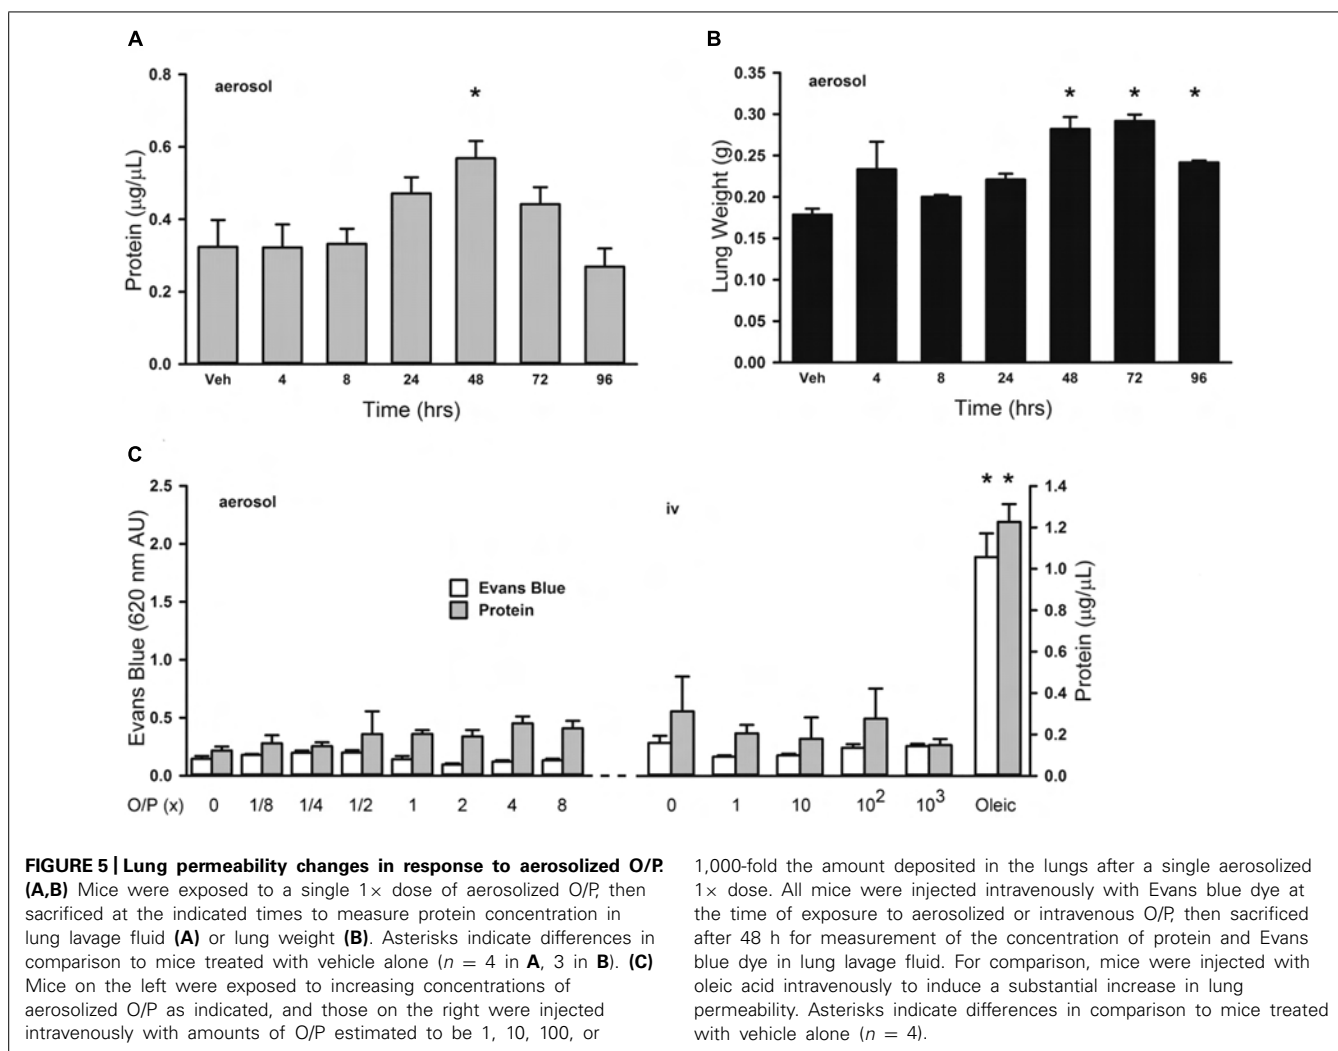 A
0.8
0.6
0.4
0.2
0.0
Protein (µg/µL)
aerosol
*
Veh 4 8 24 48 72 96
Time (hrs)
B
0.35
0.30
0.25
0.20
0.15
0.10
0.05
0.00
Lung Weight (g)
aerosol
* * *
Veh 4 8 24 48 72 96
Time (hrs)
C
2.5
2.0
1.5
1.0
0.5
0.0
Evans Blue (620 nm AU)
aerosol
iv
Evans Blue
Protein
* *
1.4
1.2
1.0
0.8
0.6
0.4
0.2
0.0
Protein (µg/µL)
O/P (x) 0 1/8 1/4 1/2 1 2 4 8 0 1 10 10² 10³ Oleic
FIGURE 5 | Lung permeability changes in response to aerosolized O/P.
(A,B) Mice were exposed to a single 1× dose of aerosolized O/P, then
sacrificed at the indicated times to measure protein concentration in
lung lavage fluid (A) or lung weight (B). Asterisks indicate differences in
comparison to mice treated with vehicle alone (n = 4 in A, 3 in B). (C)
Mice on the left were exposed to increasing concentrations of
aerosolized O/P as indicated, and those on the right were injected
intravenously with amounts of O/P estimated to be 1, 10, 100, or
1,000-fold the amount deposited in the lungs after a single aerosolized
1× dose. All mice were injected intravenously with Evans blue dye at
the time of exposure to aerosolized or intravenous O/P, then sacrificed
after 48 h for measurement of the concentration of protein and Evans
blue dye in lung lavage fluid. For comparison, mice were injected with
oleic acid intravenously to induce a substantial increase in lung
permeability. Asterisks indicate differences in comparison to mice treated
with vehicle alone (n = 4).